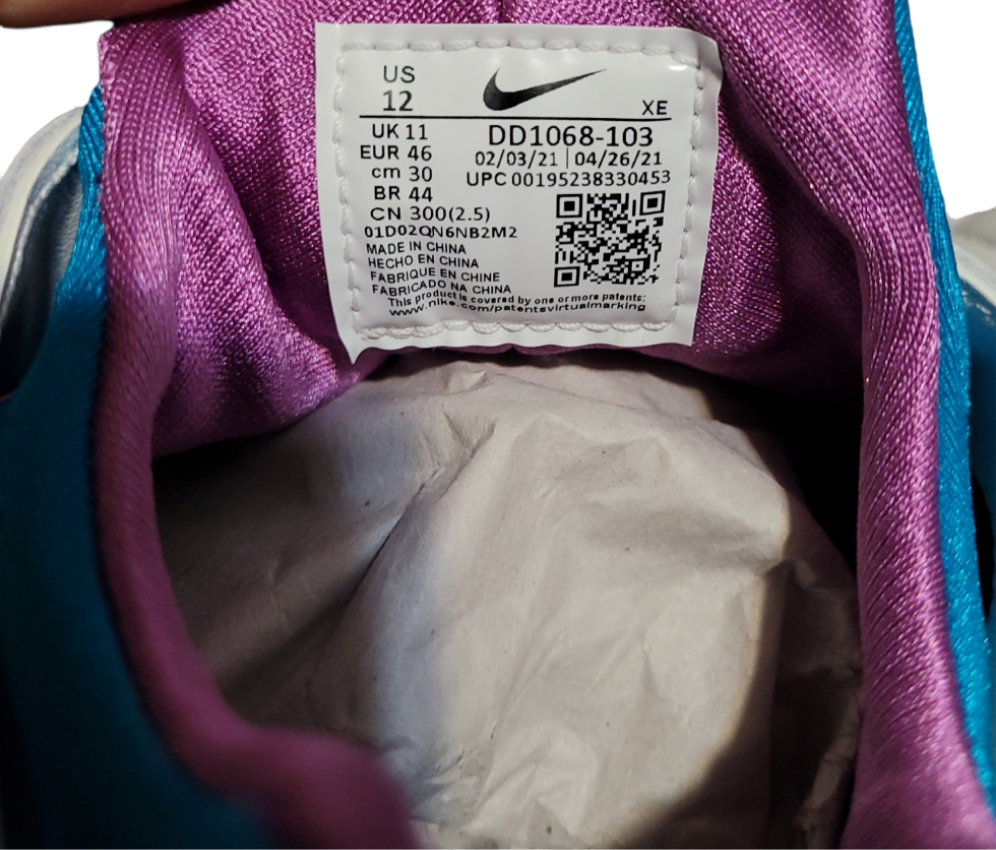 US
12
XE
UK 11
EUR 46
cm 30
BR 44
CN 300(2.5)
DD1068-103
02/03/21 | 04/26/21
UPC 00195238330453
01D02QN6NB2M2
MADE IN CHINA
HECHO EN CHINA
FABRIQUE EN CHINE
FABRICADO NA CHINA
This product is covered by one or more patents:
www.nike.com/patentsvirtualmarking